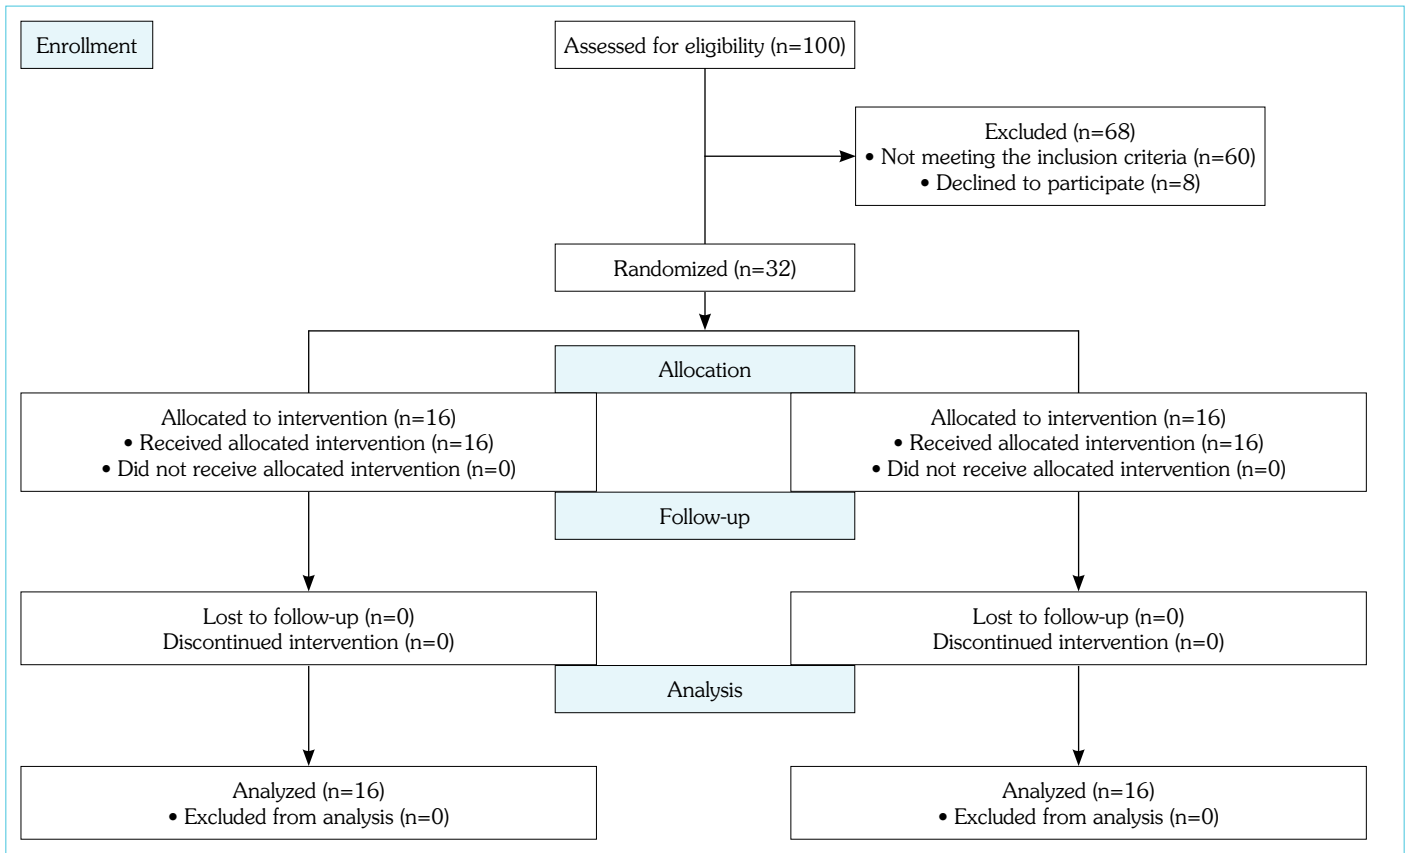 Enrollment
Assessed for eligibility (n=100)
Excluded (n=68)
• Not meeting the inclusion criteria (n=60)
• Declined to participate (n=8)
Randomized (n=32)
Allocation
Allocated to intervention (n=16)
• Received allocated intervention (n=16)
• Did not receive allocated intervention (n=0)
Allocated to intervention (n=16)
• Received allocated intervention (n=16)
• Did not receive allocated intervention (n=0)
Follow-up
Lost to follow-up (n=0)
Discontinued intervention (n=0)
Lost to follow-up (n=0)
Discontinued intervention (n=0)
Analysis
Analyzed (n=16)
• Excluded from analysis (n=0)
Analyzed (n=16)
• Excluded from analysis (n=0)